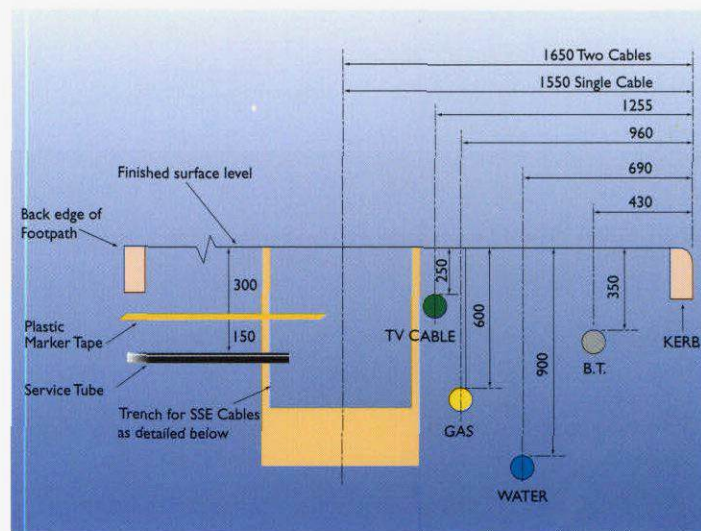 1650 Two Cables
1550 Single Cable
1255
960
690
430
Finished surface level
Back edge of
Footpath
300
250
600
900
350
Plastic
Marker Tape
150
TV CABLE
B.T.
KERB
Service Tube
Trench for SSE Cables
as detailed below
GAS
WATER